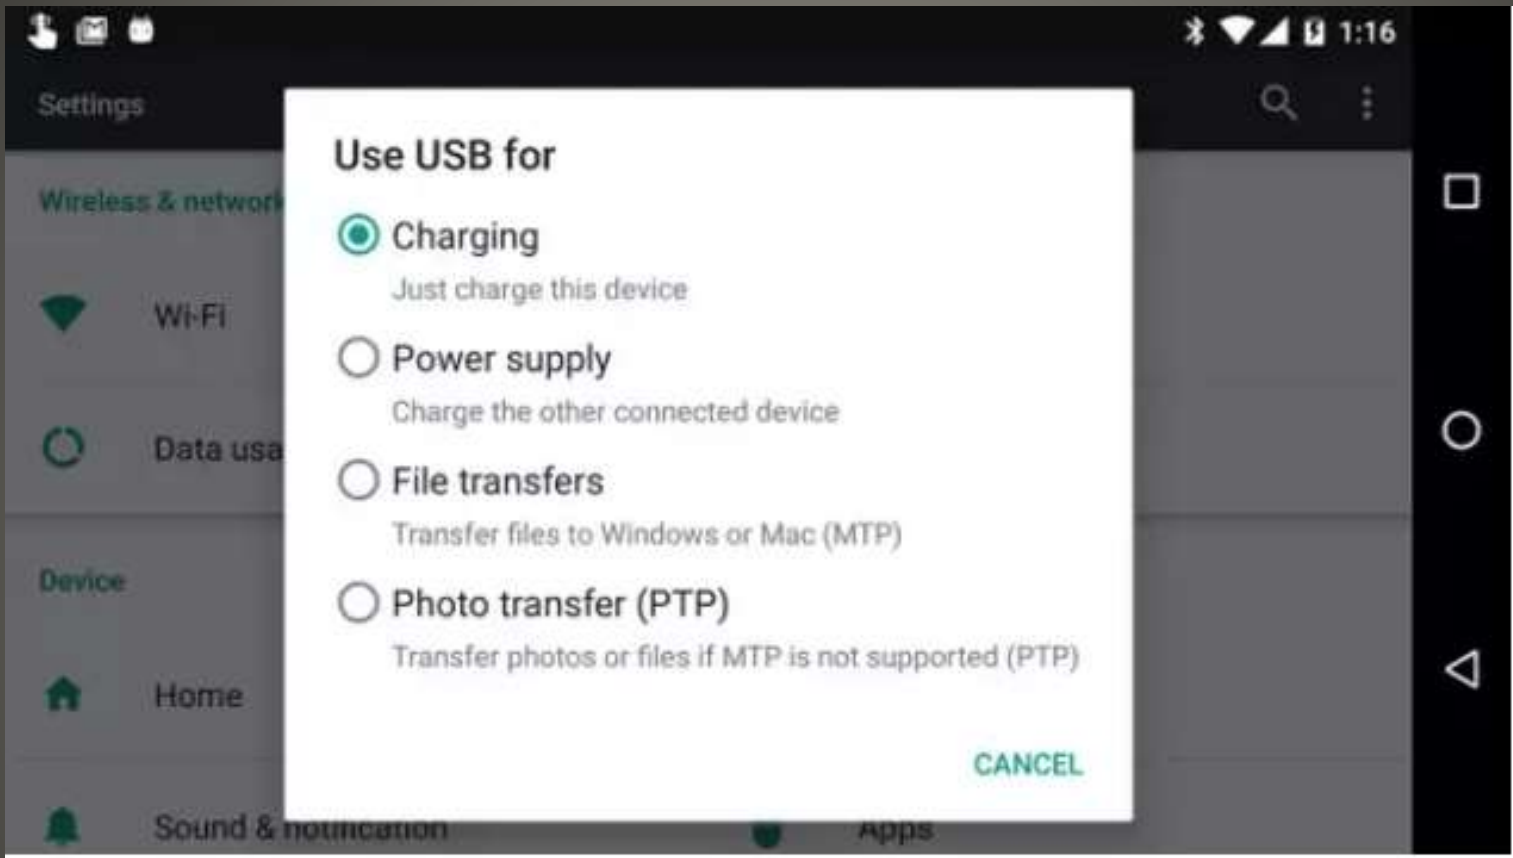 1:16
Settings
Use USB for
Wireless & network
Charging
Just charge this device
Wi-Fi
Power supply
Charge the other connected device
Data usa
File transfers
Transfer files to Windows or Mac (MTP)
Device
Photo transfer (PTP)
Transfer photos or files if MTP is not supported (PTP)
Home
CANCEL
Sound & notification
Apps